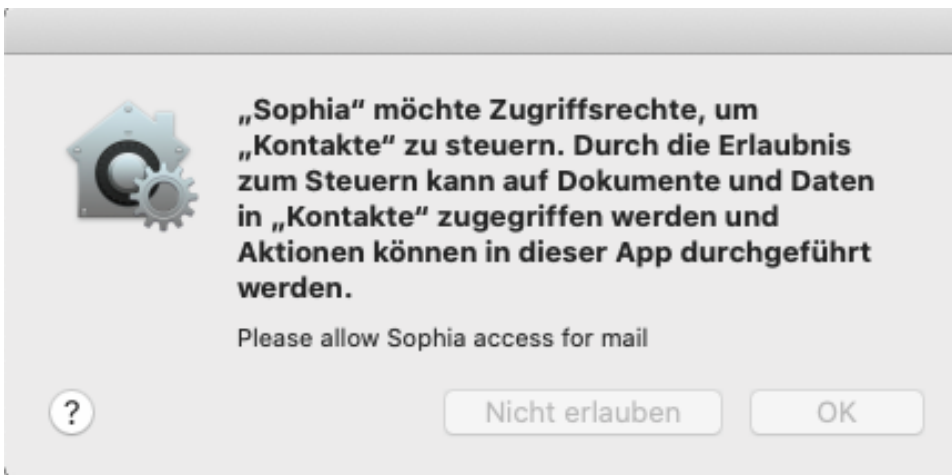 „Sophia“ möchte Zugriffsrechte, um
„Kontakte“ zu steuern. Durch die Erlaubnis
zum Steuern kann auf Dokumente und Daten
in „Kontakte“ zugegriffen werden und
Aktionen können in dieser App durchgeführt
werden.
Please allow Sophia access for mail
?
Nicht erlauben
OK